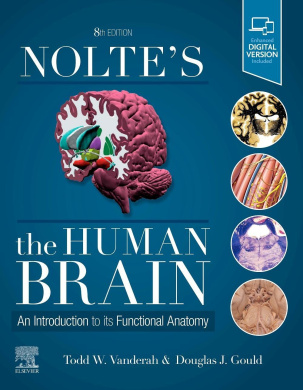 8th EDITION
Enhanced
DIGITAL
VERSION
Included
NOLTE'S
the HUMAN
BRAIN
An Introduction to its Functional Anatomy
ELSEVIER
Todd W. Vanderah & Douglas J. Gould